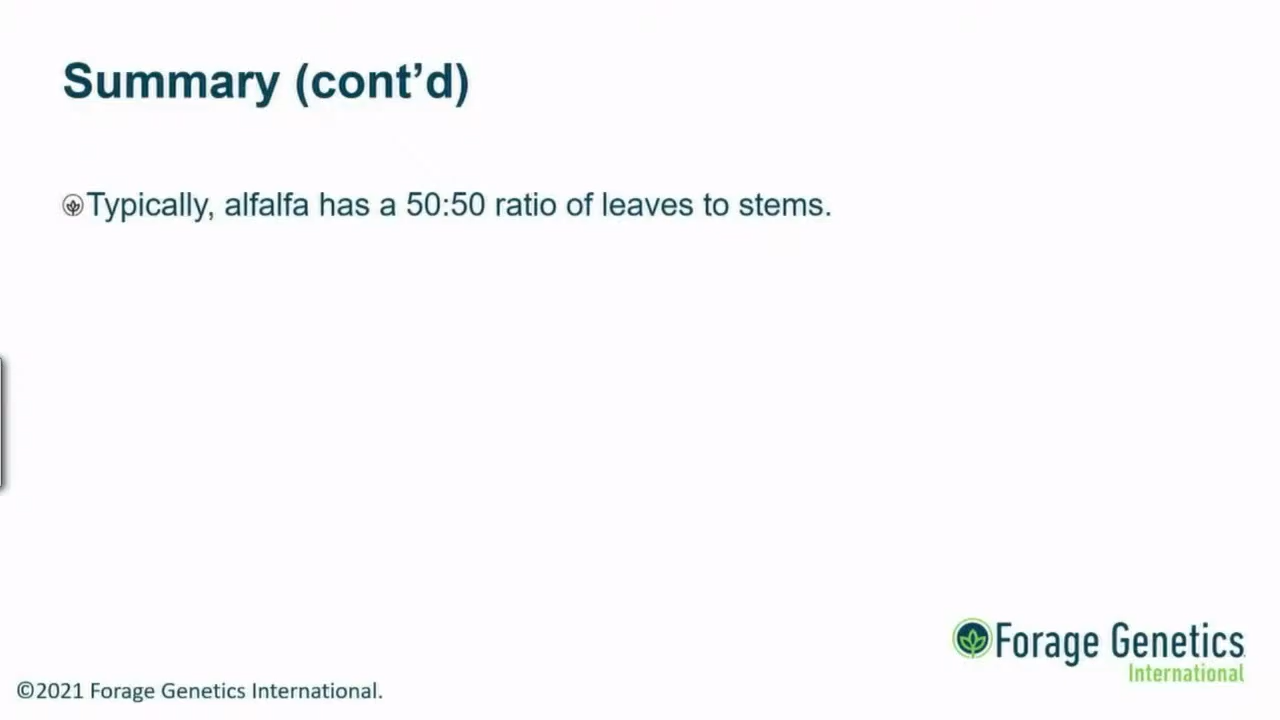 Summary (cont’d)
Typically, alfalfa has a 50:50 ratio of leaves to stems.
Forage Genetics
International
©2021 Forage Genetics International.